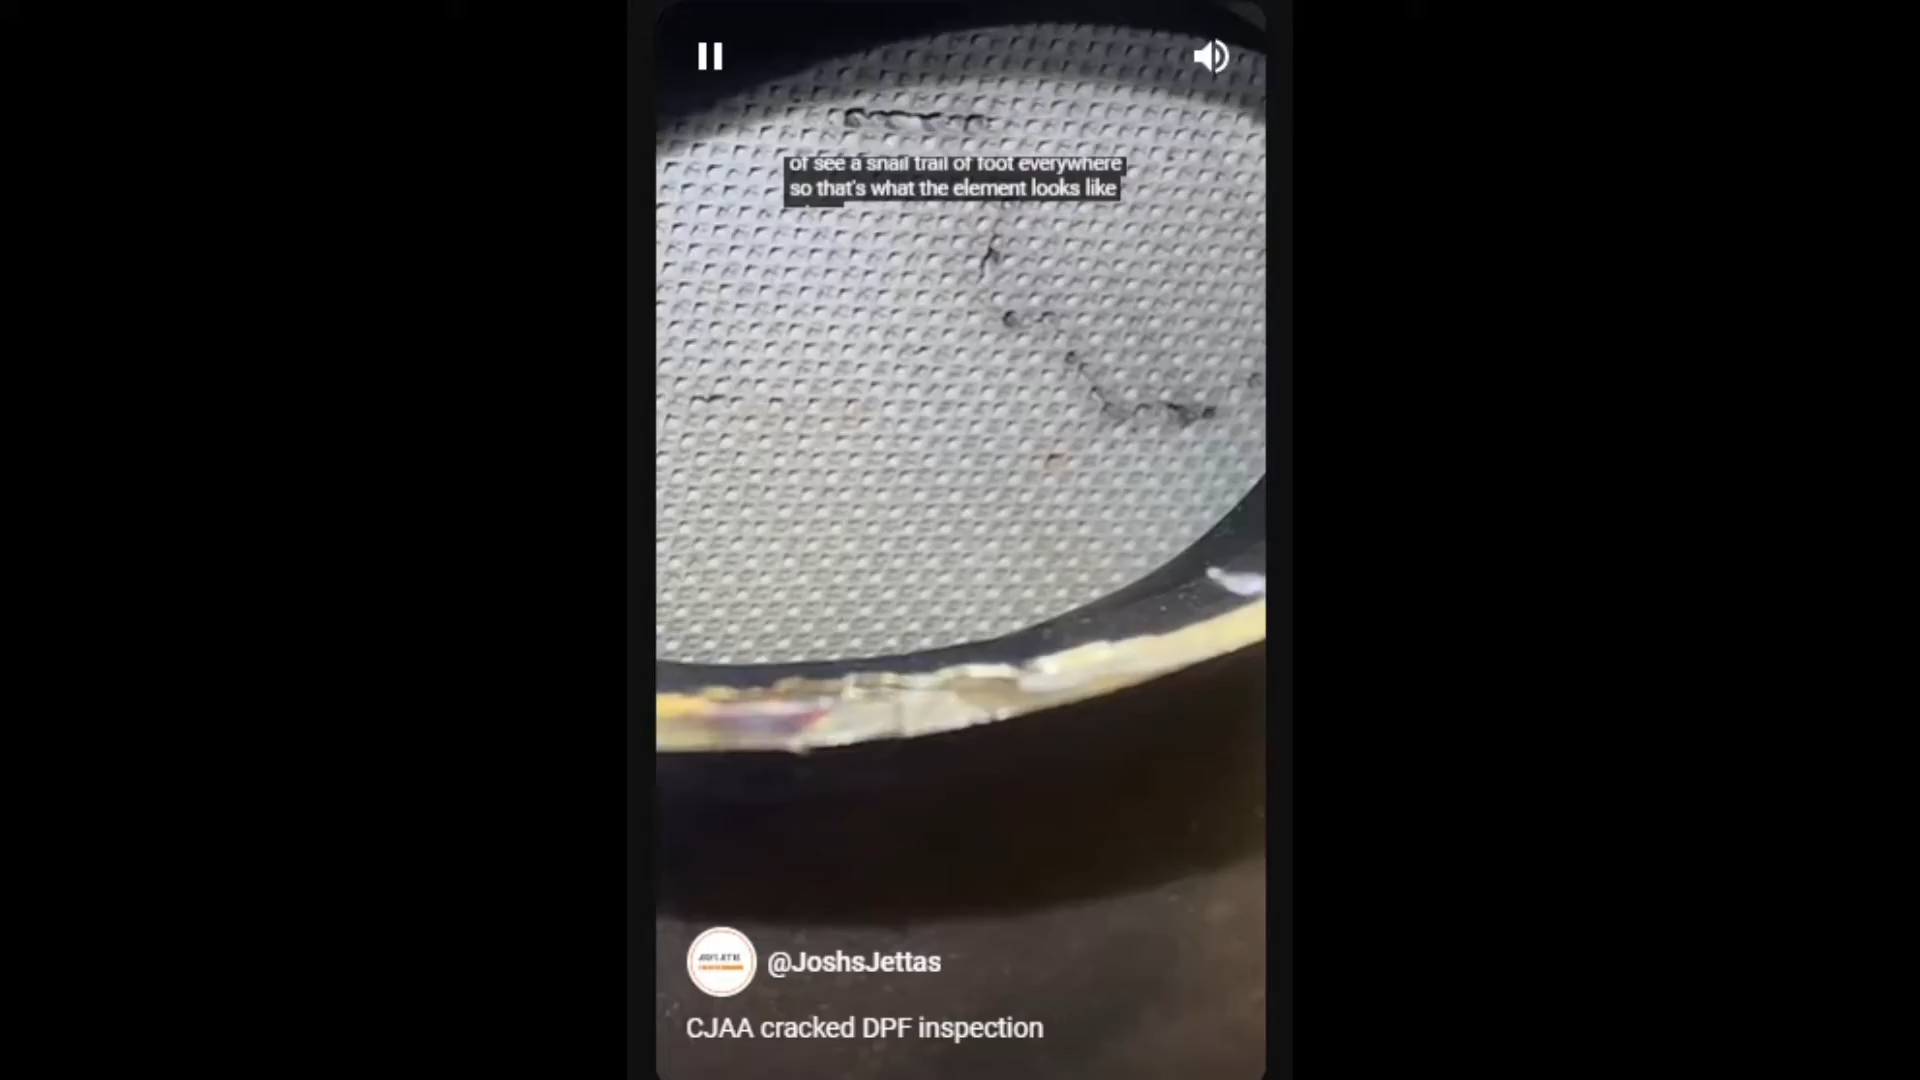 of see a snail trail of foot everywhere
so that's what the element looks like
@JoshsJettas
CJAA cracked DPF inspection